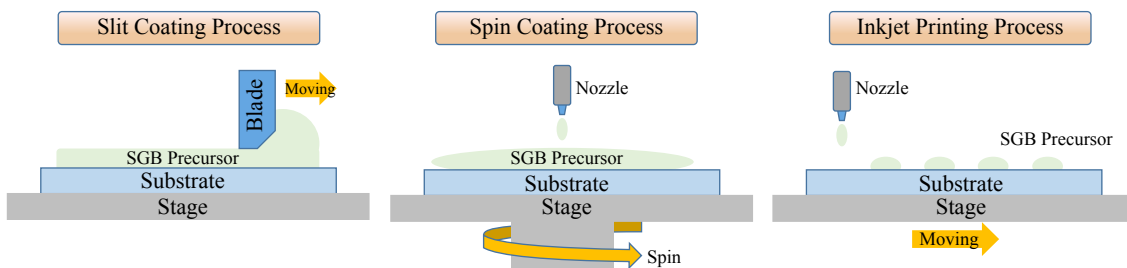 Slit Coating Process
Blade
Moving
SGB Precursor
Substrate
Stage
Spin Coating Process
Nozzle
SGB Precursor
Substrate
Stage
Spin
Inkjet Printing Process
Nozzle
SGB Precursor
Substrate
Stage
Moving